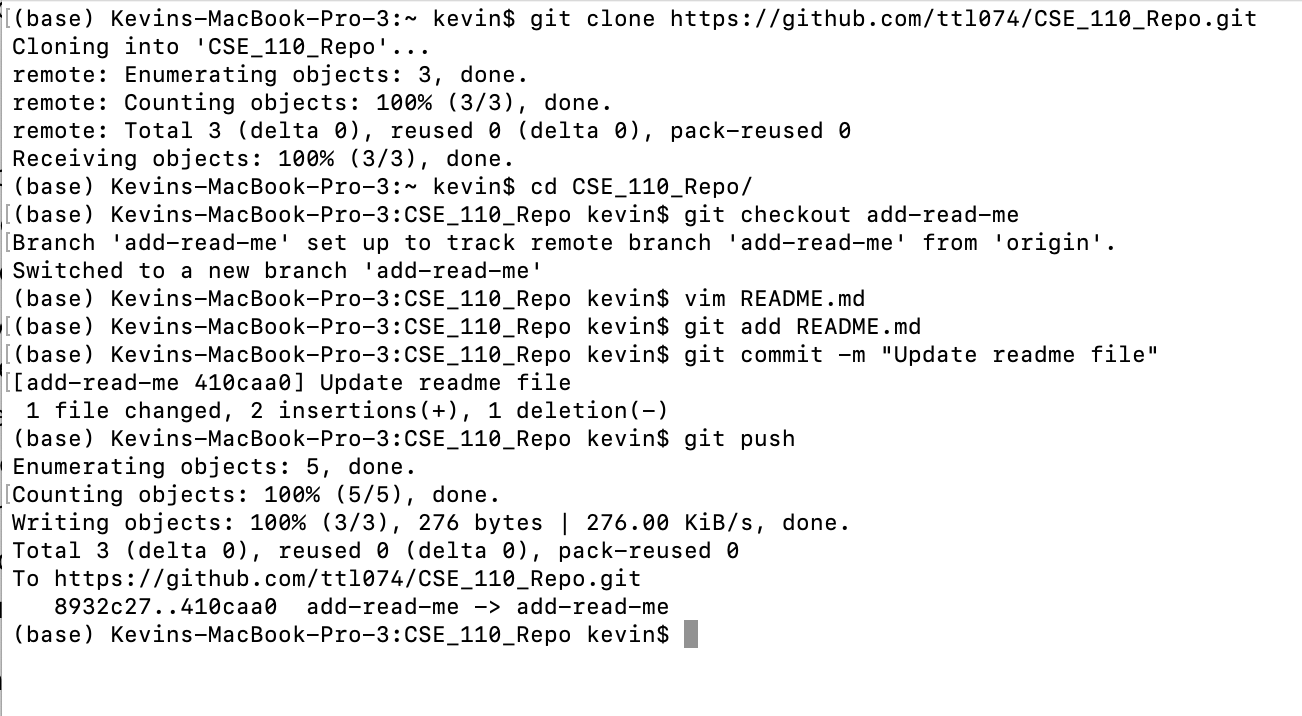 [(base) Kevins-MacBook-Pro-3:~ kevin$ git clone https://github.com/ttl074/CSE_110_Repo.git
Cloning into 'CSE_110_Repo'...
remote: Enumerating objects: 3, done.
remote: Counting objects: 100% (3/3), done.
remote: Total 3 (delta 0), reused 0 (delta 0), pack-reused 0
Receiving objects: 100% (3/3), done.
(base) Kevins-MacBook-Pro-3:~ kevin$ cd CSE_110_Repo/
[(base) Kevins-MacBook-Pro-3:CSE_110_Repo kevin$ git checkout add-read-me
[Branch 'add-read-me' set up to track remote branch 'add-read-me' from 'origin'.
Switched to a new branch 'add-read-me'
(base) Kevins-MacBook-Pro-3:CSE_110_Repo kevin$ vim README.md
[(base) Kevins-MacBook-Pro-3:CSE_110_Repo kevin$ git add README.md
[(base) Kevins-MacBook-Pro-3:CSE_110_Repo kevin$ git commit -m "Update readme file"
[[add-read-me 410caa0] Update readme file
 1 file changed, 2 insertions(+), 1 deletion(-)
(base) Kevins-MacBook-Pro-3:CSE_110_Repo kevin$ git push
Enumerating objects: 5, done.
[Counting objects: 100% (5/5), done.
Writing objects: 100% (3/3), 276 bytes | 276.00 KiB/s, done.
Total 3 (delta 0), reused 0 (delta 0), pack-reused 0
To https://github.com/ttl074/CSE_110_Repo.git
   8932c27..410caa0  add-read-me -> add-read-me
(base) Kevins-MacBook-Pro-3:CSE_110_Repo kevin$